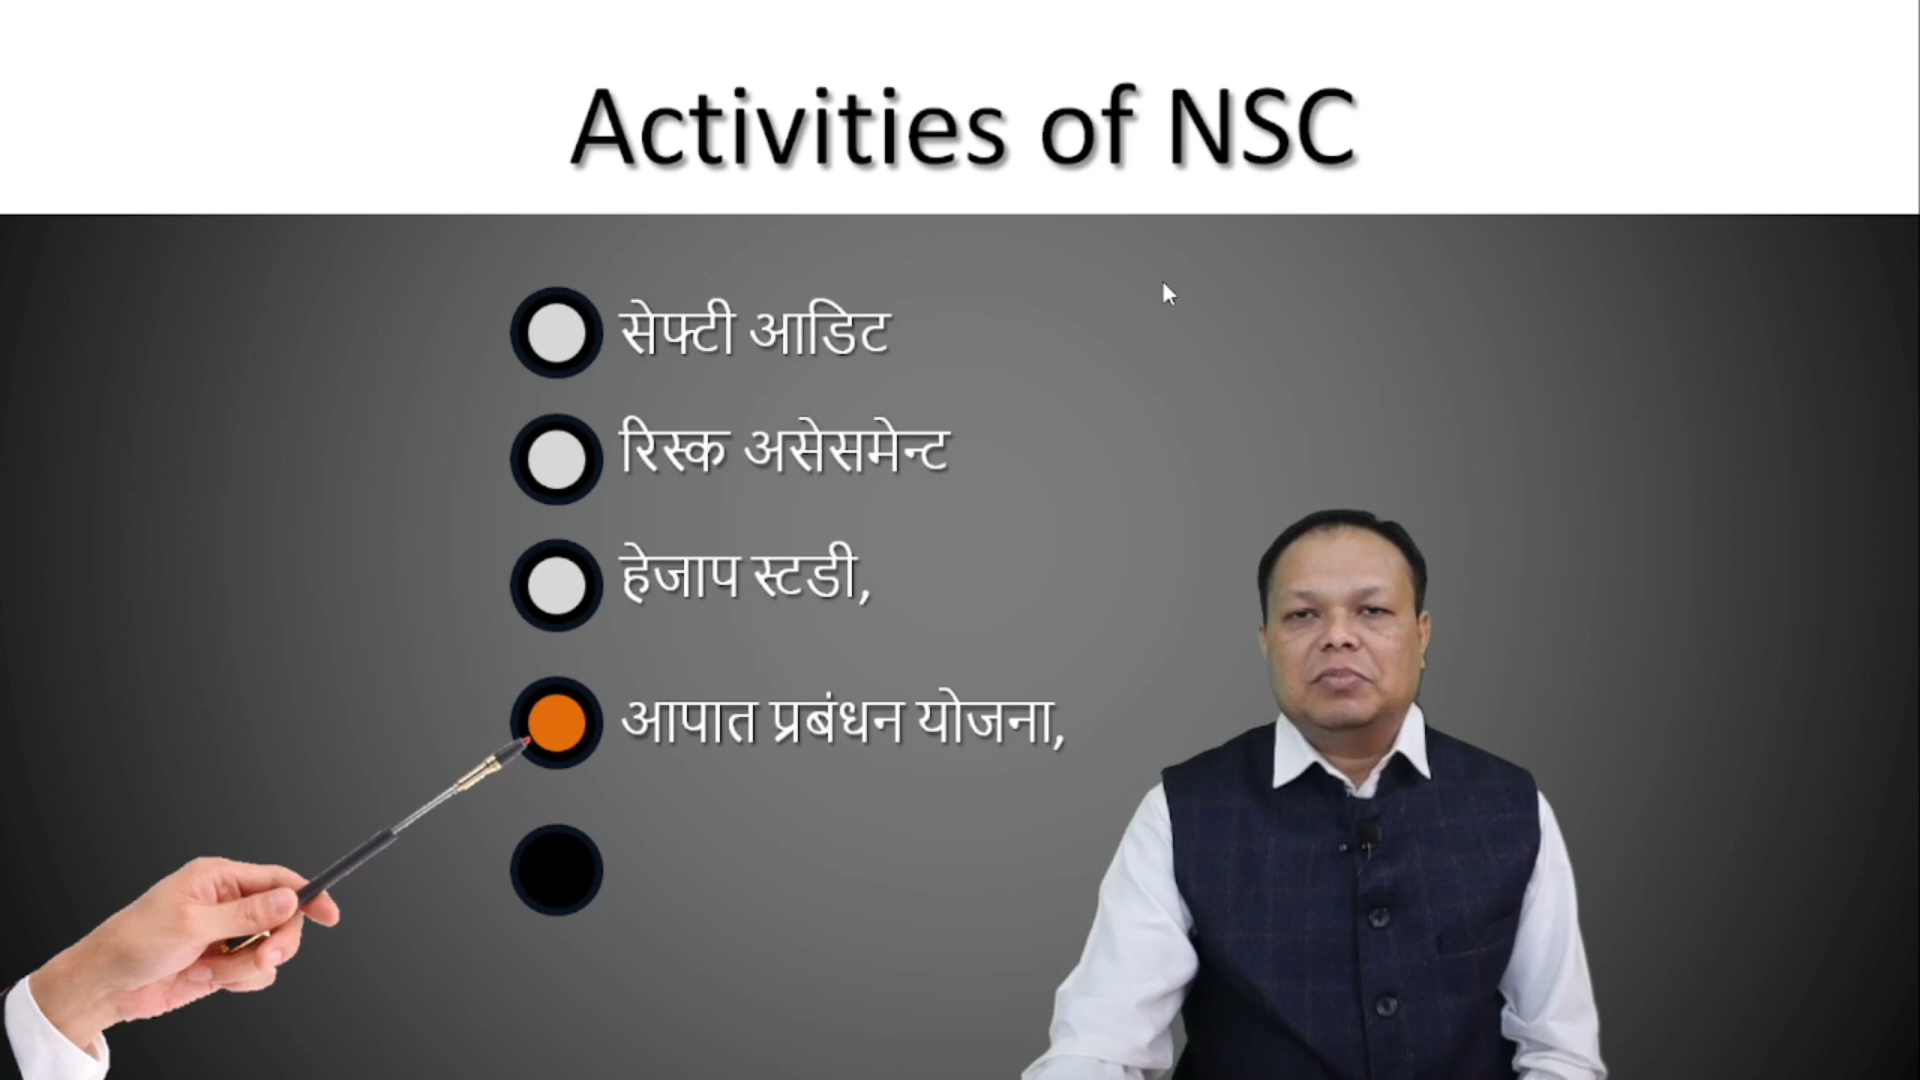 Activities of NSC
सेफ्टी आडिट
रिस्क असेसमेन्ट
हेजाप स्टडी,
आपात प्रबंधन योजना,